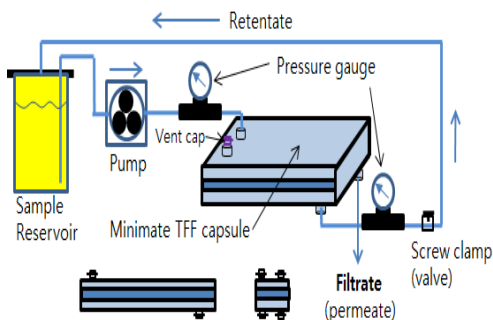 Retentate
Pressure gauge
Vent cap
Pump
Sample
Reservoir
Minimate TFF capsule
Screw clamp
(valve)
Filtrate
(permeate)